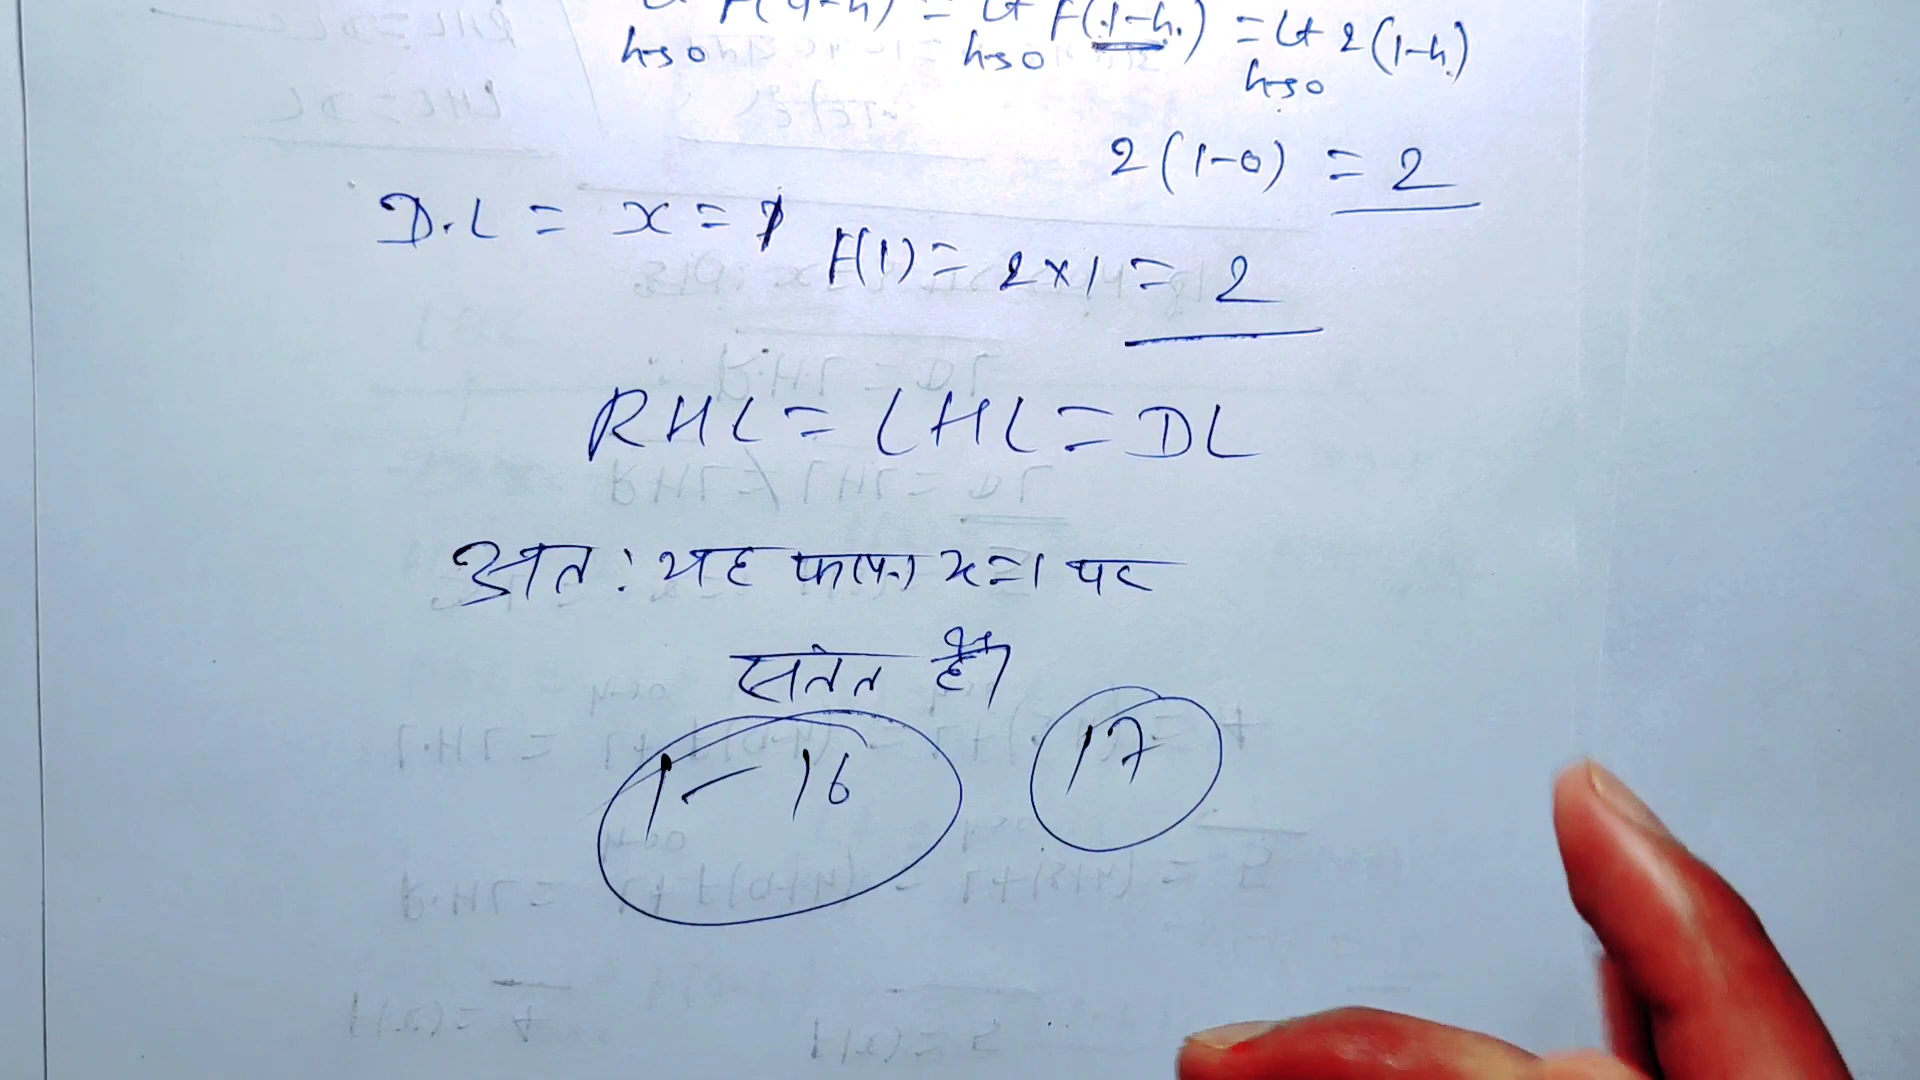 Lt F(a-h) = Lt F(1-h) = Lt 2(1-h)
h→0 h→0 h→0
2(1-0) = 2
D.L = x = 1
F(1) = 2×1 = 2
RHL = LHL = DL
अत: यह फलन x=1 पर
सतत है।
1-16 17